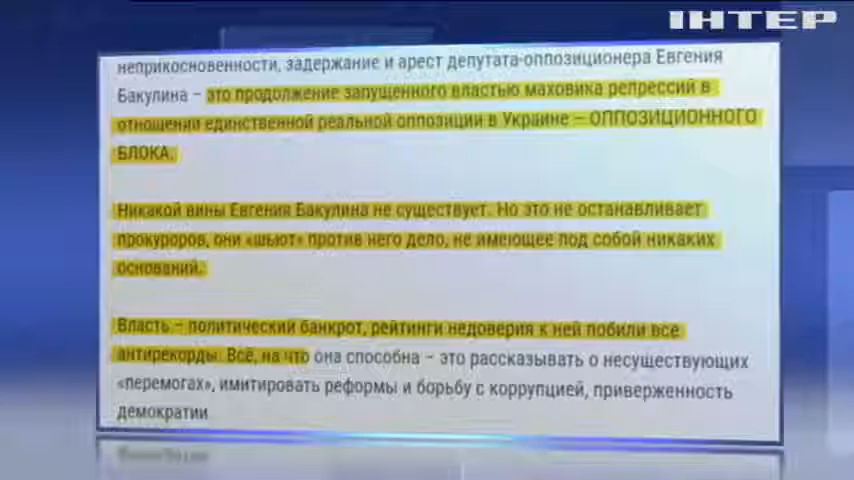 ІНТЕР
неприкосновенности, задержание и арест депутата-оппозиционера Евгения
Бакулина – это продолжение запущенного властью маховика репрессий в
отношении единственной реальной оппозиции в Украине – ОППОЗИЦИОННОГО
БЛОКА.
Никакой вины Евгения Бакулина не существует. Но это не останавливает
прокуроров, они «шьют» против него дело, не имеющее под собой никаких
оснований.
Власть – политический банкрот, рейтинги недоверия к ней побили все
антирекорды. Всё, на что она способна – это рассказывать о несуществующих
«перемогах», имитировать реформы и борьбу с коррупцией, приверженность
демократии